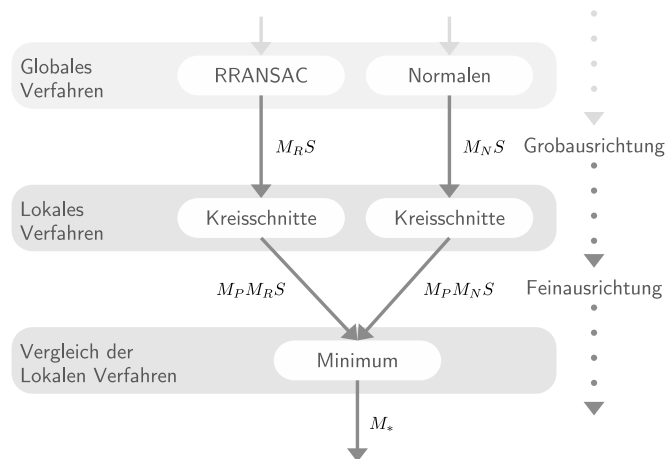 Globales
Verfahren
RRANSAC
Normalen
M_R S
M_N S
Grobausrichtung
Lokales
Verfahren
Kreisschnitte
Kreisschnitte
M_P M_R S
M_P M_N S
Feinausrichtung
Vergleich der
Lokalen Verfahren
Minimum
M_*